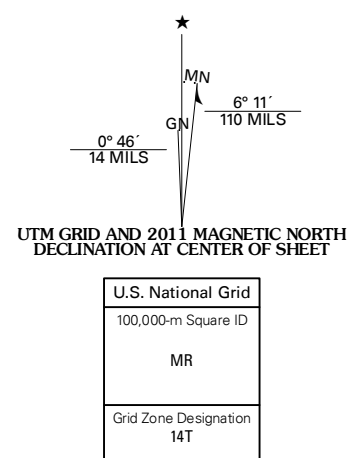 ★
MN
GN
6° 11´
110 MILS
0° 46´
14 MILS
UTM GRID AND 2011 MAGNETIC NORTH
DECLINATION AT CENTER OF SHEET
U.S. National Grid
100,000-m Square ID
MR
Grid Zone Designation
14T